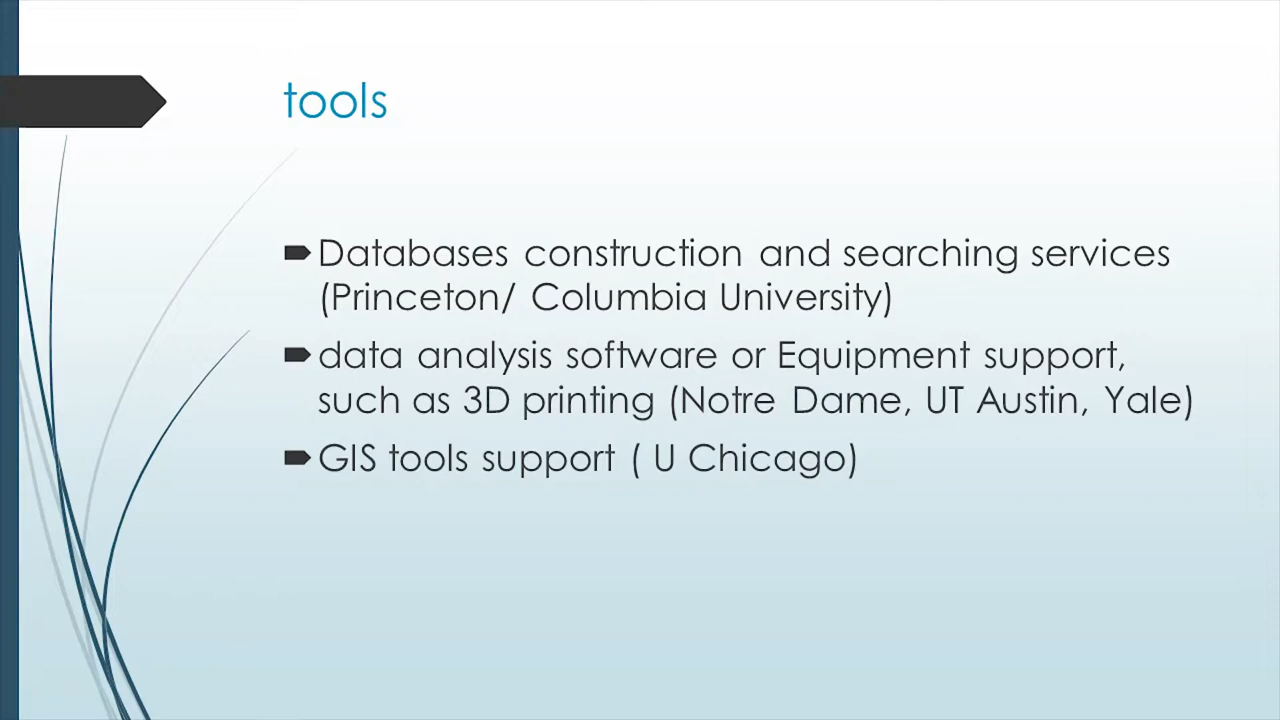 tools
Databases construction and searching services
(Princeton/ Columbia University)
data analysis software or Equipment support,
such as 3D printing (Notre Dame, UT Austin, Yale)
GIS tools support ( U Chicago)